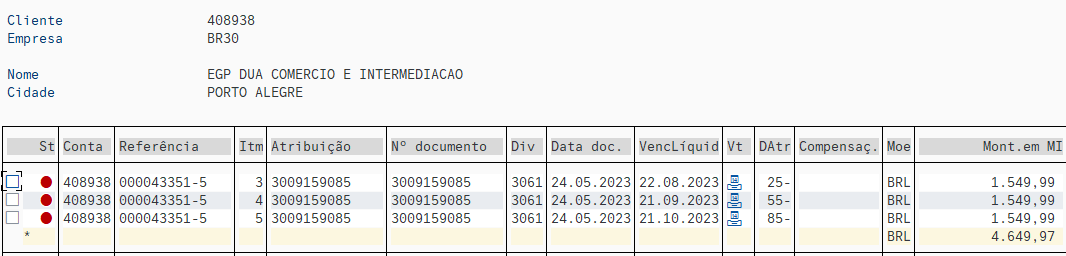 Cliente 408938
Empresa BR30
Nome EGP DUA COMERCIO E INTERMEDIACAO
Cidade PORTO ALEGRE
St Conta Referência Itm Atribuição Nº documento Div Data doc. VencLíquid Vt DAtr Compensaç. Moe Mont.em MI
408938 000043351-5 3 3009159085 3009159085 3061 24.05.2023 22.08.2023 25- BRL 1.549,99
408938 000043351-5 4 3009159085 3009159085 3061 24.05.2023 21.09.2023 55- BRL 1.549,99
408938 000043351-5 5 3009159085 3009159085 3061 24.05.2023 21.10.2023 85- BRL 1.549,99
* BRL 4.649,97